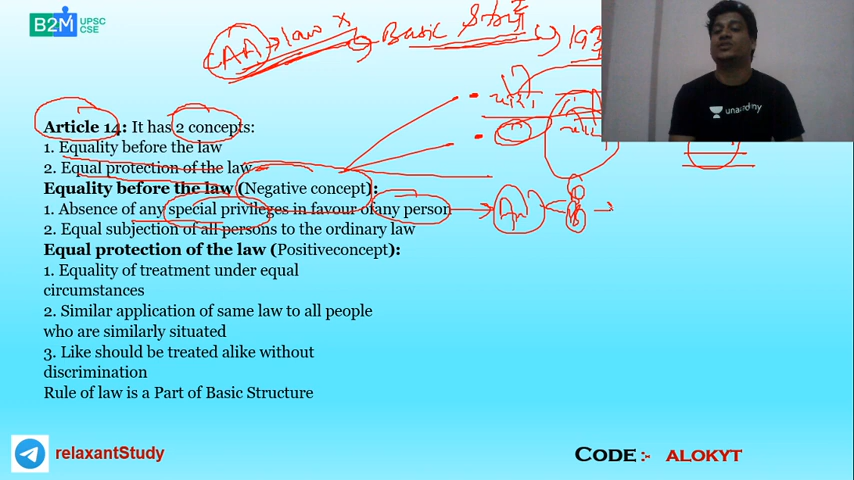 B2M UPSC
CSE
CAA → law x Basic
unacademy
Article 14: It has 2 concepts:
1. Equality before the law
2. Equal protection of the law
Equality before the law (Negative concept):
1. Absence of any special privileges in favour of any person
2. Equal subjection of all persons to the ordinary law
Equal protection of the law (Positiveconcept):
1. Equality of treatment under equal
circumstances
2. Similar application of same law to all people
who are similarly situated
3. Like should be treated alike without
discrimination
Rule of law is a Part of Basic Structure
relaxantStudy
CODE :- ALOKYT